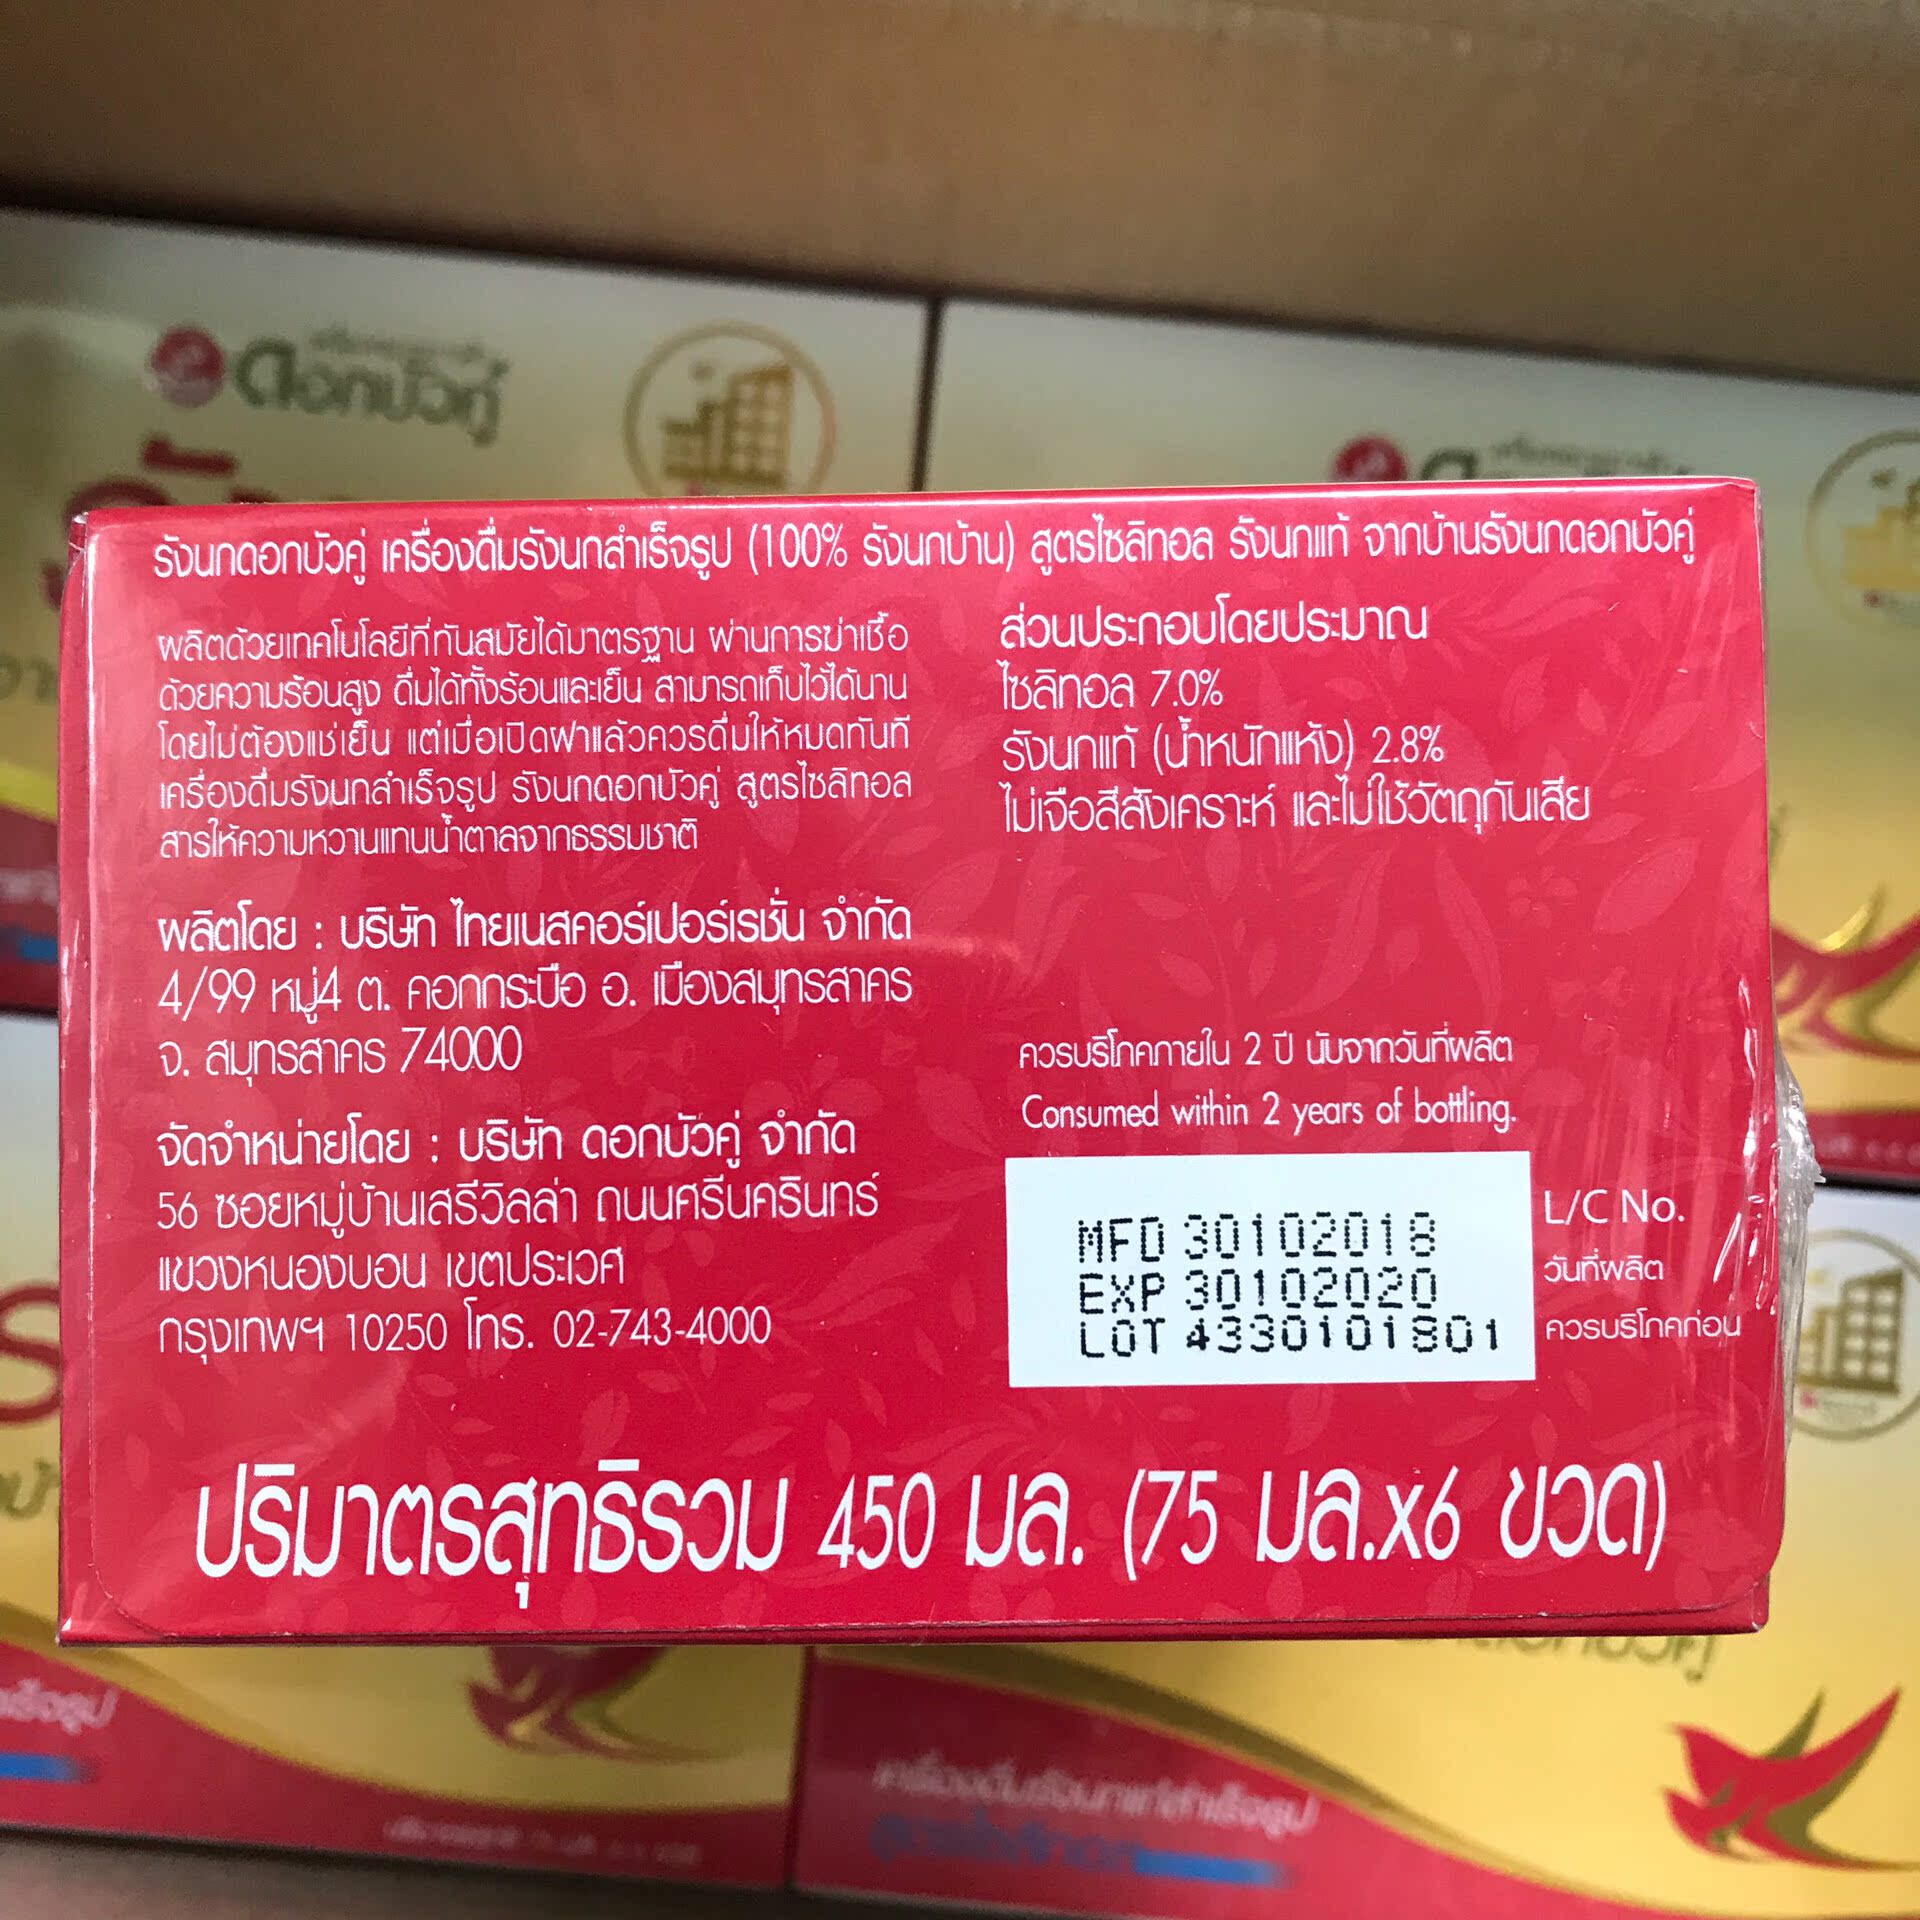 ดอกบัวคู่
รังนกดอกบัวคู่ เครื่องดื่มรังนกสำเร็จรูป (100% รังนกบ้าน) สูตรไซลิทอล รังนกแท้ จากบ้านรังนกดอกบัวคู่
ผลิตด้วยเทคโนโลยีที่ทันสมัยได้มาตรฐาน ผ่านการฆ่าเชื้อ
ด้วยความร้อนสูง ดื่มได้ทั้งร้อนและเย็น สามารถเก็บไว้ได้นาน
โดยไม่ต้องแช่เย็น แต่เมื่อเปิดฝาแล้วควรดื่มให้หมดทันที
เครื่องดื่มรังนกสำเร็จรูป รังนกดอกบัวคู่ สูตรไซลิทอล
สารให้ความหวานแทนน้ำตาลจากธรรมชาติ
ผลิตโดย : บริษัท ไทยเนสคอร์เปอร์เรชั่น จำกัด
4/99 หมู่4 ต. คอกกระบือ อ. เมืองสมุทรสาคร
จ. สมุทรสาคร 74000
จัดจำหน่ายโดย : บริษัท ดอกบัวคู่ จำกัด
56 ซอยหมู่บ้านเสรีวิลล่า ถนนศรีนครินทร์
แขวงหนองบอน เขตประเวศ
กรุงเทพฯ 10250 โทร. 02-743-4000
ส่วนประกอบโดยประมาณ
ไซลิทอล 7.0%
รังนกแท้ (น้ำหนักแห้ง) 2.8%
ไม่เจือสีสังเคราะห์ และไม่ใช้วัตถุกันเสีย
ควรบริโภคภายใน 2 ปี นับจากวันที่ผลิต
Consumed within 2 years of bottling.
MFD 30102018
EXP 30102020
LOT 4330101801
L/C No.
วันที่ผลิต
ควรบริโภคก่อน
ปริมาตรสุทธิรวม 450 มล. (75 มล.x6 ขวด)